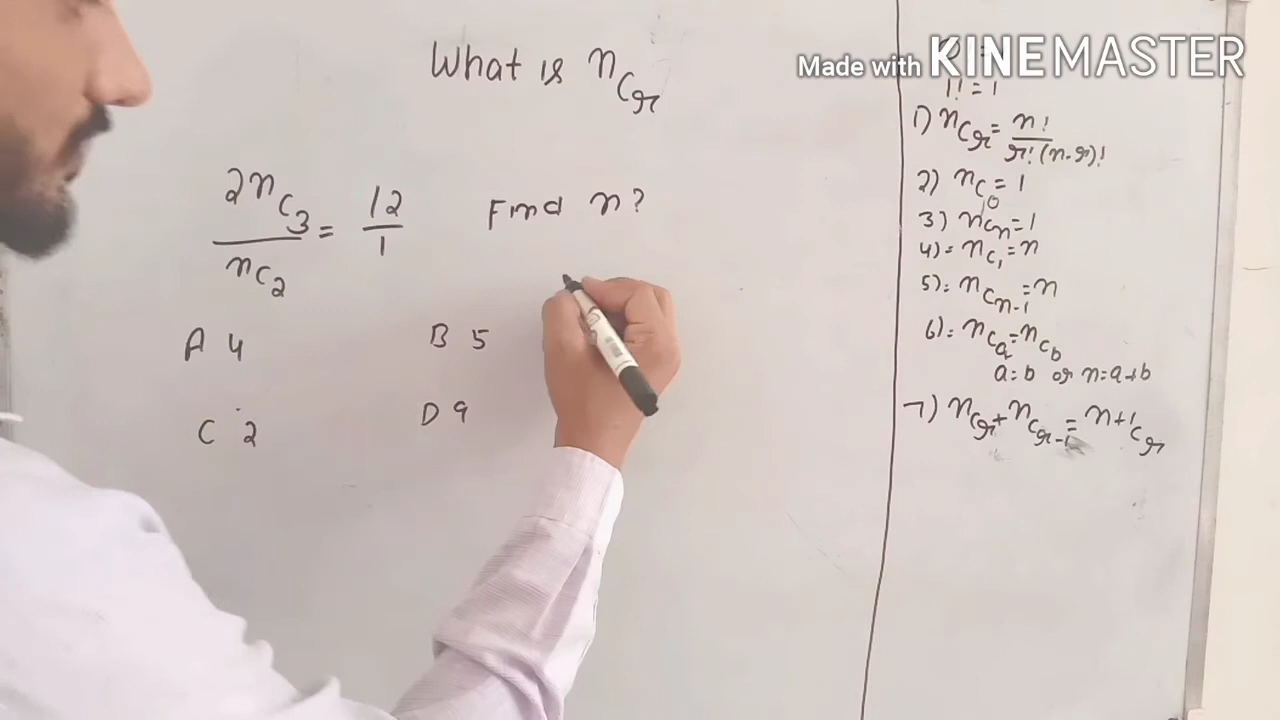 What is nCr
2nC3 / nC2 = 12 / 1 Find n?
A 4 B 5
C 2 D 9
Made with KINEMASTER
1! = 1
1) nCr = n! / r! (n-r)!
2) nC0 = 1
3) nCn = 1
4)= nC1 = n
5)= nCn-1 = n
6)= nCa = nCb
a=b or n=a+b
7) nCr + nCr-1 = n+1Cr